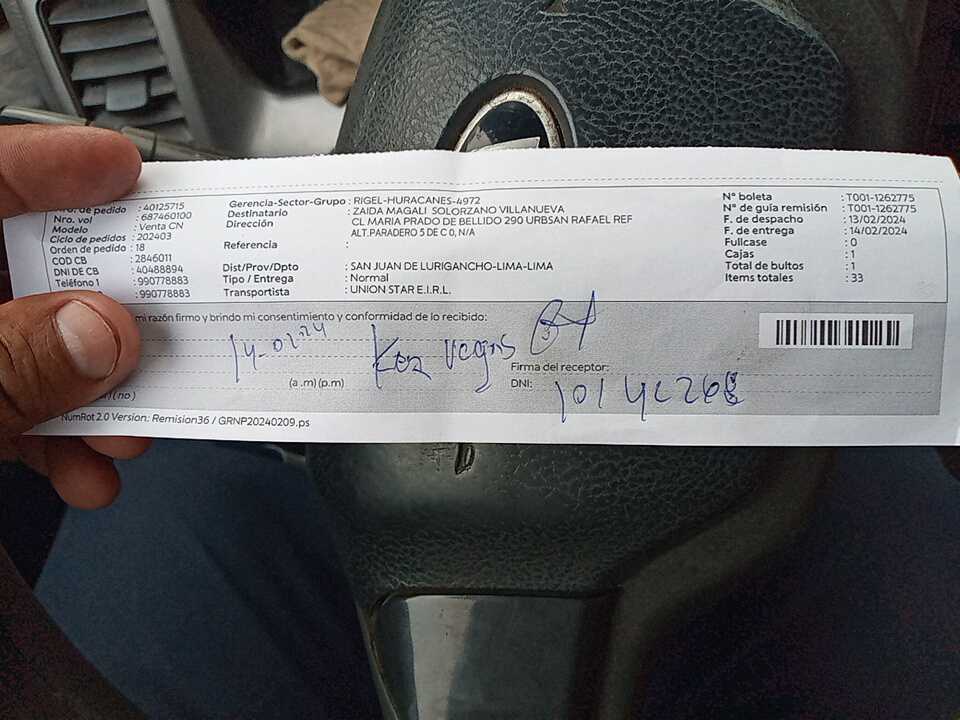 Nro. de pedido : 40125715
Nro. vol : 687460100
Modelo : Venta CN
Ciclo de pedidos : 202403
Orden de pedido : 18
COD CB : 2846011
DNI DE CB : 40488894
Teléfono 1 : 990778883
: 990778883
Gerencia-Sector-Grupo : RIGEL-HURACANES-4972
Destinatario : ZAIDA MAGALI SOLORZANO VILLANUEVA
Dirección : CL MARIA PRADO DE BELLIDO 290 URBSAN RAFAEL REF
ALT.PARADERO 5 DE C 0, N/A
Referencia :
Dist/Prov/Dpto : SAN JUAN DE LURIGANCHO-LIMA-LIMA
Tipo / Entrega : Normal
Transportista : UNION STAR E.I.R.L.
N° boleta : T001-1262775
N° de guía remisión : T001-1262775
F. de despacho : 13/02/2024
F. de entrega : 14/02/2024
Fullcase : 0
Cajas : 1
Total de bultos : 1
Items totales : 33
mi razón firmo y brindo mi consentimiento y conformidad de lo recibido:
14-02-24
(a .m) (p.m)
Firma del receptor:
DNI:
(no)
NumRot 2.0 Version: Remision36 / GRNP20240209.ps